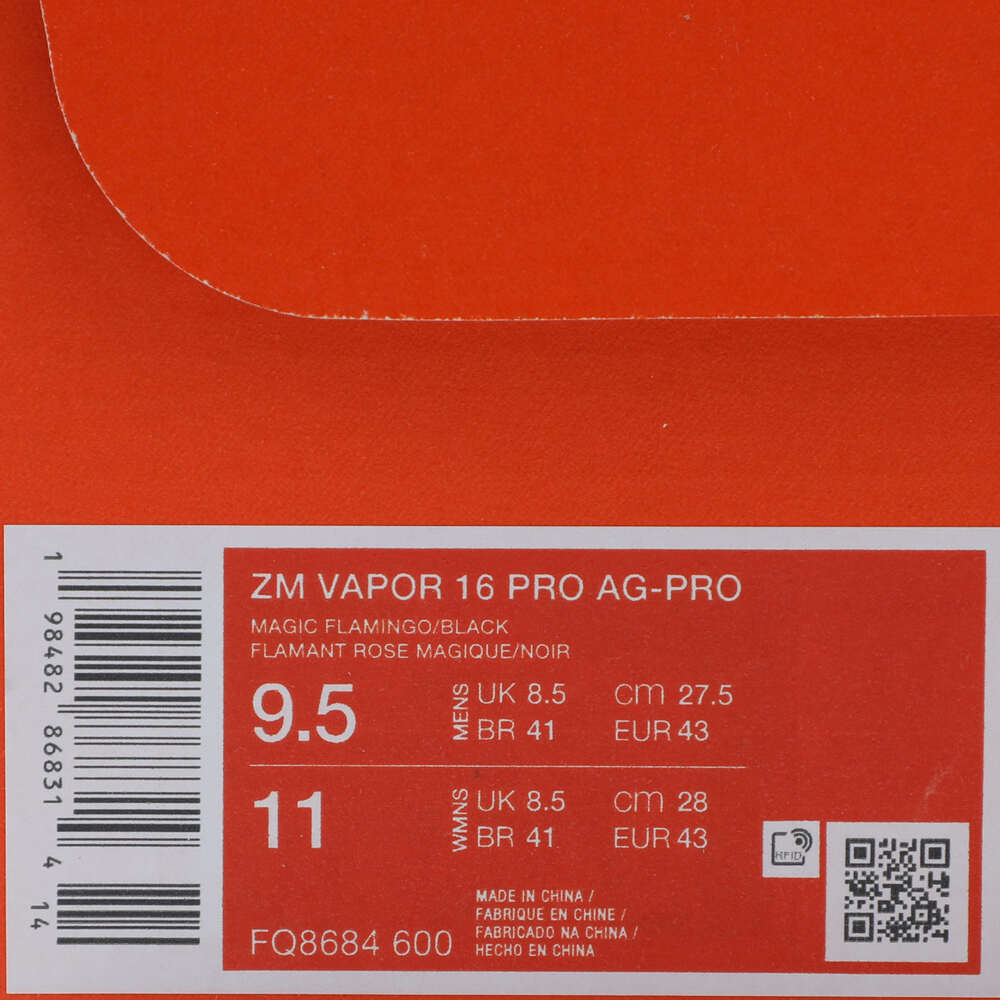 ZM VAPOR 16 PRO AG-PRO
MAGIC FLAMINGO/BLACK
FLAMANT ROSE MAGIQUE/NOIR
9.5 MENS UK 8.5 cm 27.5
BR 41 EUR 43
11 WMNS UK 8.5 cm 28
BR 41 EUR 43
RFID
MADE IN CHINA /
FABRIQUE EN CHINE /
FABRICADO NA CHINA /
HECHO EN CHINA
FQ8684 600
1 98482 86831 4 14